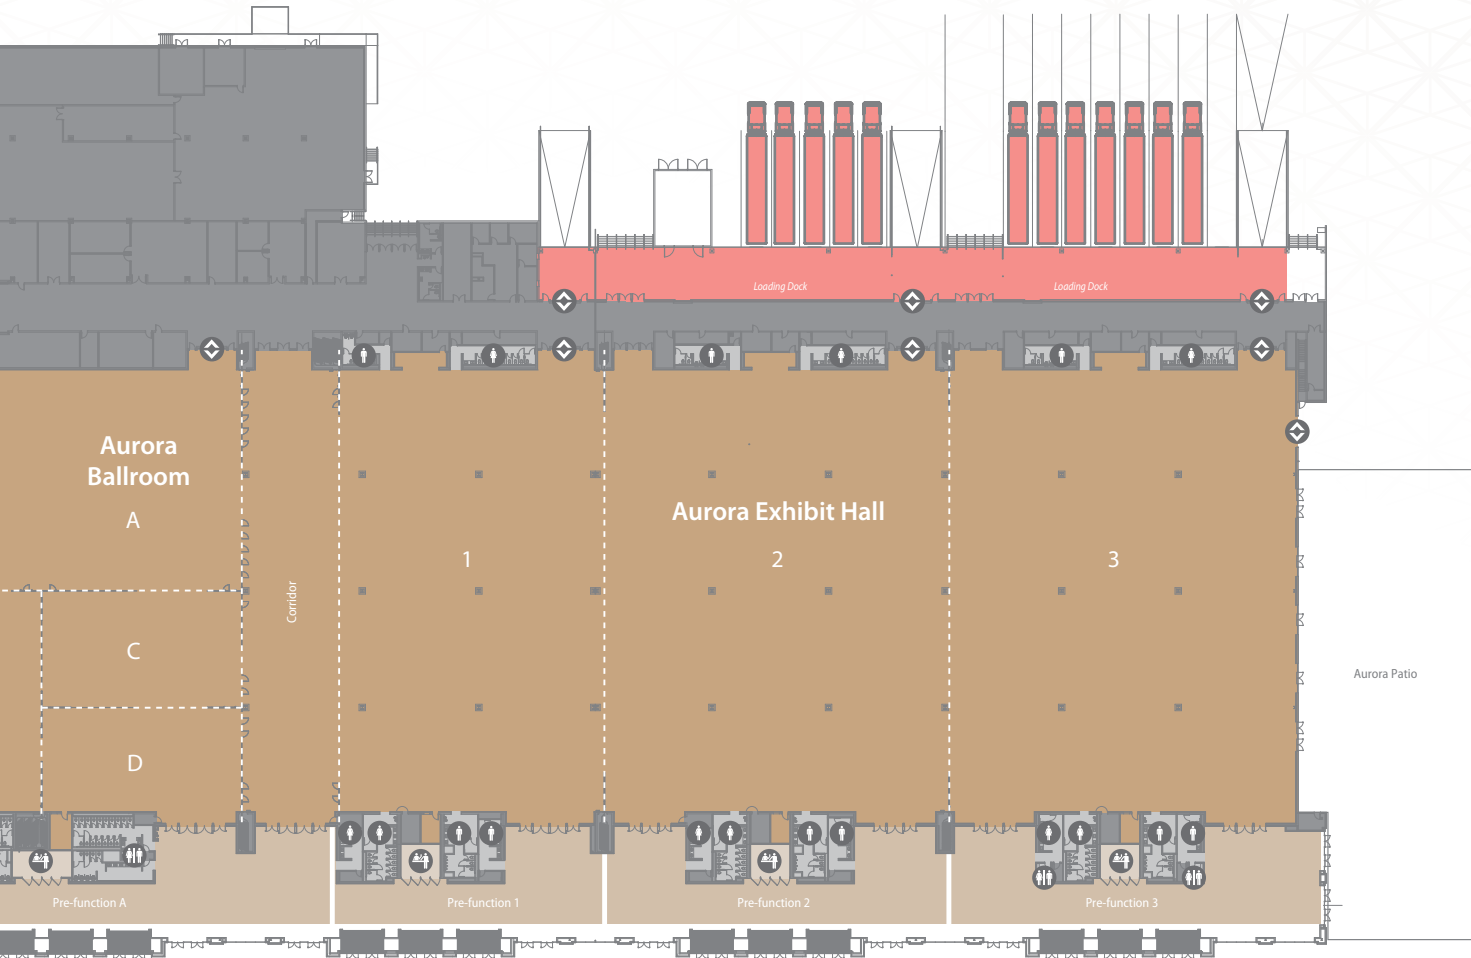 Loading Dock
Loading Dock
Aurora
Ballroom
A
Aurora Exhibit Hall
1
2
3
Corridor
C
Aurora Patio
D
Pre-function A
Pre-function 1
Pre-function 2
Pre-function 3